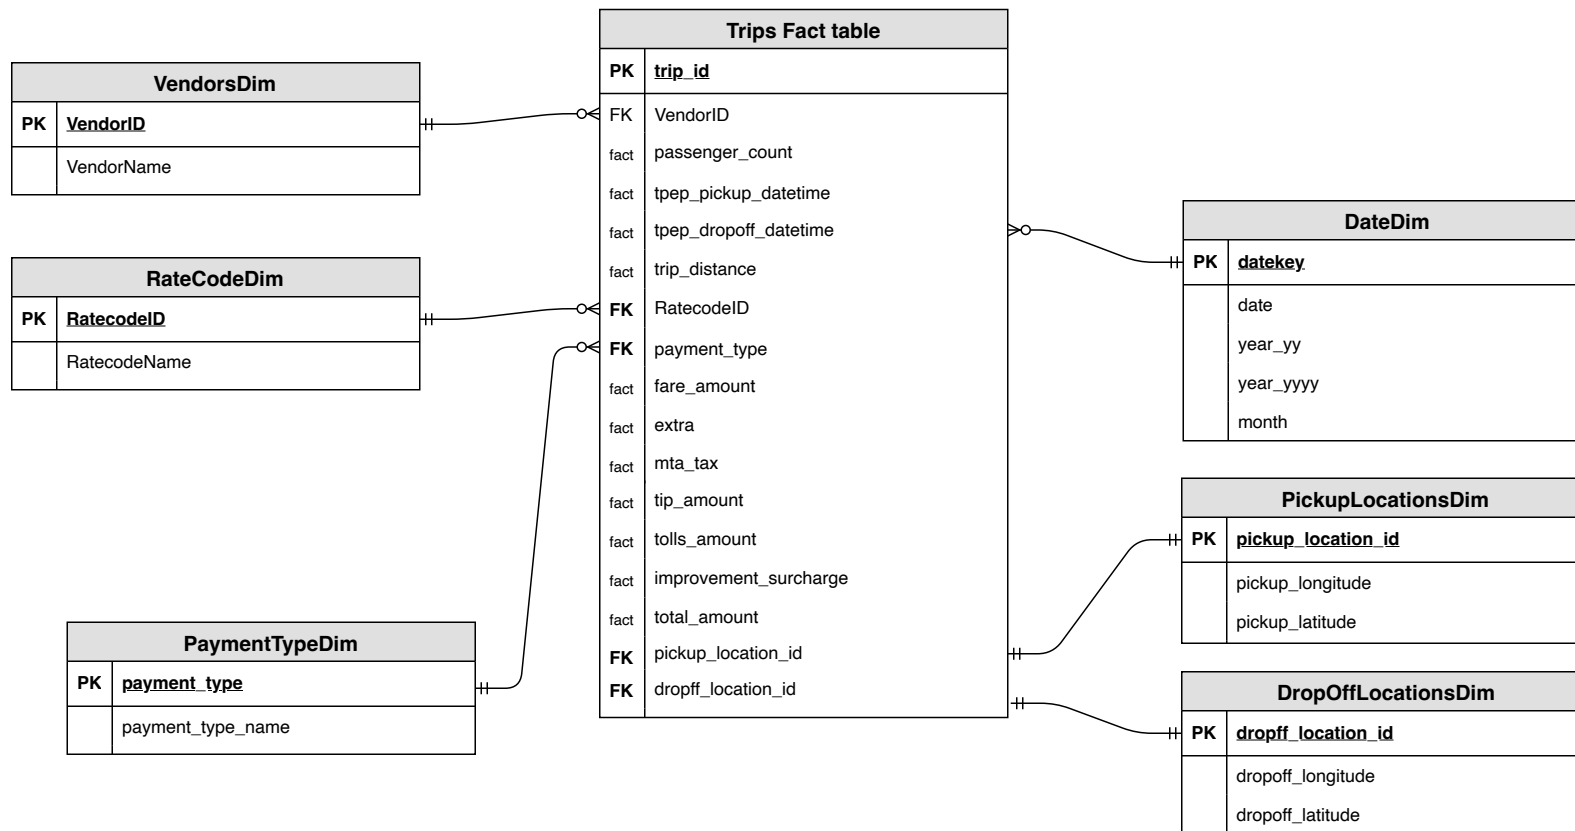 Trips Fact table
PK trip_id
FK VendorID
fact passenger_count
fact tpep_pickup_datetime
fact tpep_dropoff_datetime
fact trip_distance
FK RatecodeID
FK payment_type
fact fare_amount
fact extra
fact mta_tax
fact tip_amount
fact tolls_amount
fact improvement_surcharge
fact total_amount
FK pickup_location_id
FK dropff_location_id
VendorsDim
PK VendorID
VendorName
RateCodeDim
PK RatecodeID
RatecodeName
PaymentTypeDim
PK payment_type
payment_type_name
DateDim
PK datekey
date
year_yy
year_yyyy
month
PickupLocationsDim
PK pickup_location_id
pickup_longitude
pickup_latitude
DropOffLocationsDim
PK dropff_location_id
dropoff_longitude
dropoff_latitude